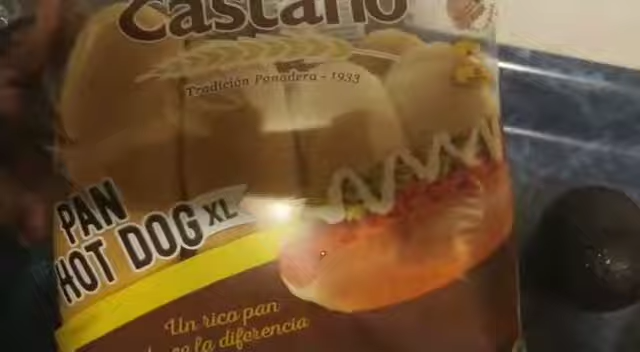 Castaño
Tradición Panadera - 1933
PAN
HOT DOG XL
Un rico pan
la diferencia